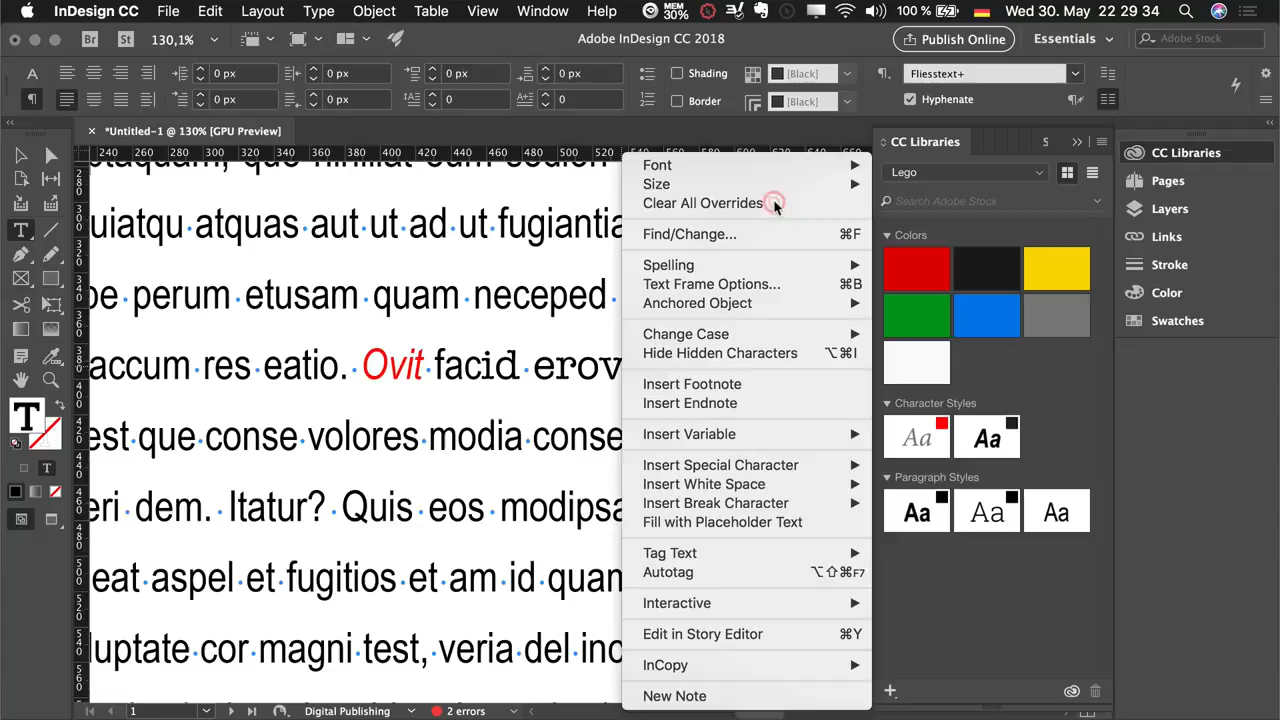 InDesign CC File Edit Layout Type Object Table View Window Help MEM 30% 100 % Wed 30. May 22 29 34
Br St 130,1% Adobe InDesign CC 2018 Publish Online Essentials Adobe Stock
A 0 px 0 px 0 px 0 px Shading [Black] ¶. Fliesstext+
¶ 0 px 0 px 0 0 Border [Black] Hyphenate
× *Untitled-1 @ 130% [GPU Preview]
240 260 280 300 320 340 360 380 400 420 440 460 480 500 520
CC Libraries S
Lego
Search Adobe Stock
Colors
Character Styles
Aa Aa
Paragraph Styles
Aa Aa Aa
CC Libraries
Pages
Layers
Links
Stroke
Color
Swatches
Font
Size
Clear All Overrides
Find/Change... ⌘F
Spelling
Text Frame Options... ⌘B
Anchored Object
Change Case
Hide Hidden Characters ⌥⌘I
Insert Footnote
Insert Endnote
Insert Variable
Insert Special Character
Insert White Space
Insert Break Character
Fill with Placeholder Text
Tag Text
Autotag ⌥⇧⌘F7
Interactive
Edit in Story Editor ⌘Y
InCopy
New Note
uiatqu atquas aut ut ad ut fugiantia
pe perum etusam quam neceped
accum res eatio. Ovit facid erov
est que conse volores modia conse
eri dem. Itatur? Quis eos modipsa
eat aspel et fugitios et am id quan
luptate cor magni test, veria del inc
T
T
1 Digital Publishing 2 errors